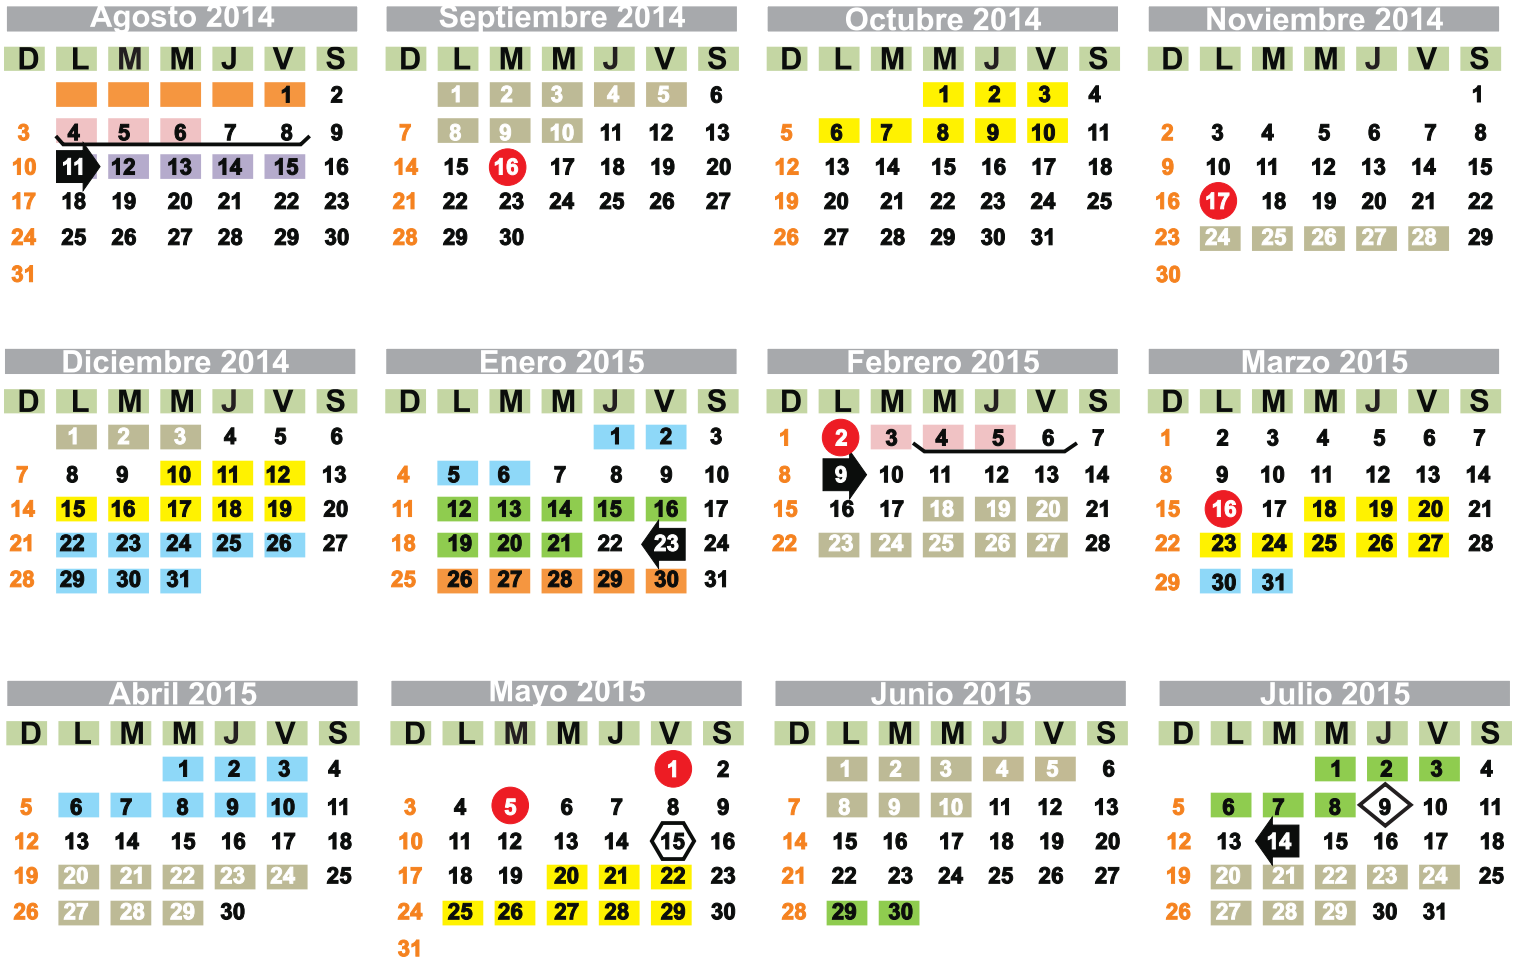 Agosto 2014
D L M M J V S
1 2
3 4 5 6 7 8 9
10 11 12 13 14 15 16
17 18 19 20 21 22 23
24 25 26 27 28 29 30
31
Septiembre 2014
D L M M J V S
1 2 3 4 5 6
7 8 9 10 11 12 13
14 15 16 17 18 19 20
21 22 23 24 25 26 27
28 29 30
Octubre 2014
D L M M J V S
1 2 3 4
5 6 7 8 9 10 11
12 13 14 15 16 17 18
19 20 21 22 23 24 25
26 27 28 29 30 31
Noviembre 2014
D L M M J V S
1
2 3 4 5 6 7 8
9 10 11 12 13 14 15
16 17 18 19 20 21 22
23 24 25 26 27 28 29
30
Diciembre 2014
D L M M J V S
1 2 3 4 5 6
7 8 9 10 11 12 13
14 15 16 17 18 19 20
21 22 23 24 25 26 27
28 29 30 31
Enero 2015
D L M M J V S
1 2 3
4 5 6 7 8 9 10
11 12 13 14 15 16 17
18 19 20 21 22 23 24
25 26 27 28 29 30 31
Febrero 2015
D L M M J V S
1 2 3 4 5 6 7
8 9 10 11 12 13 14
15 16 17 18 19 20 21
22 23 24 25 26 27 28
Marzo 2015
D L M M J V S
1 2 3 4 5 6 7
8 9 10 11 12 13 14
15 16 17 18 19 20 21
22 23 24 25 26 27 28
29 30 31
Abril 2015
D L M M J V S
1 2 3 4
5 6 7 8 9 10 11
12 13 14 15 16 17 18
19 20 21 22 23 24 25
26 27 28 29 30
Mayo 2015
D L M M J V S
1 2
3 4 5 6 7 8 9
10 11 12 13 14 15 16
17 18 19 20 21 22 23
24 25 26 27 28 29 30
31
Junio 2015
D L M M J V S
1 2 3 4 5 6
7 8 9 10 11 12 13
14 15 16 17 18 19 20
21 22 23 24 25 26 27
28 29 30
Julio 2015
D L M M J V S
1 2 3 4
5 6 7 8 9 10 11
12 13 14 15 16 17 18
19 20 21 22 23 24 25
26 27 28 29 30 31